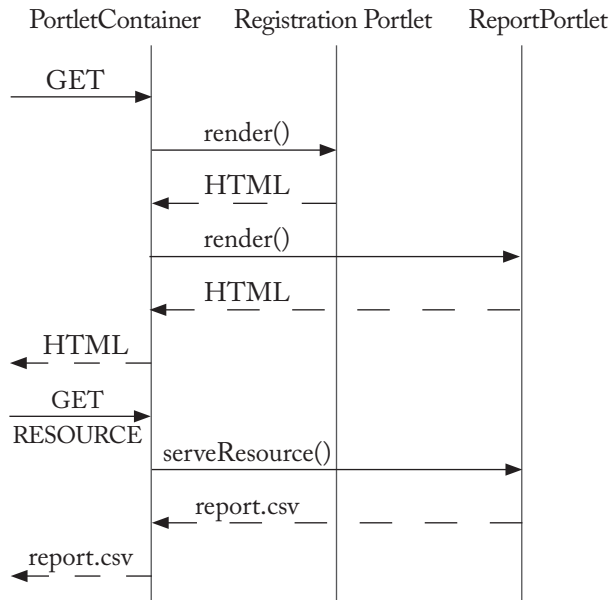 PortletContainer Registration Portlet ReportPortlet
GET
render()
HTML
render()
HTML
HTML
GET
RESOURCE
serveResource()
report.csv
report.csv